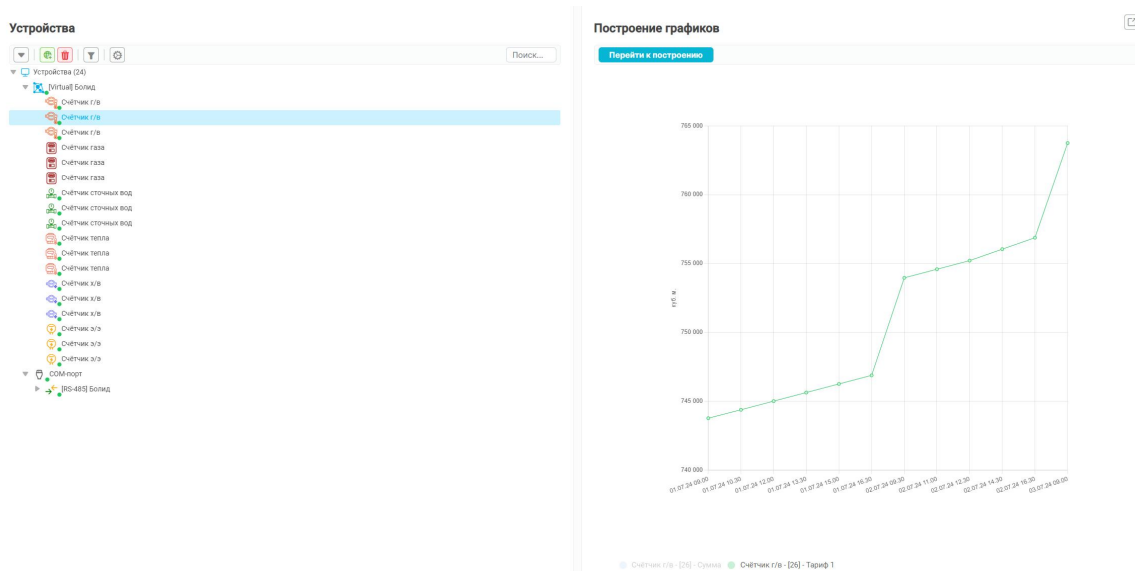 Устройства
Поиск...
Устройства (24)
[Virtual] Болид
Счётчик г/в
Счётчик г/в
Счётчик г/в
Счётчик газа
Счётчик газа
Счётчик газа
Счётчик сточных вод
Счётчик сточных вод
Счётчик сточных вод
Счётчик тепла
Счётчик тепла
Счётчик тепла
Счётчик х/в
Счётчик х/в
Счётчик х/в
Счётчик э/э
Счётчик э/э
Счётчик э/э
COM-порт
[RS-485] Болид
Построение графиков
Перейти к построению
765 000
760 000
755 000
750 000
745 000
740 000
куб. м.
01.07.24 09:00
01.07.24 10:30
01.07.24 12:00
01.07.24 13:30
01.07.24 15:00
01.07.24 16:30
02.07.24 09:30
02.07.24 11:00
02.07.24 12:30
02.07.24 14:30
02.07.24 16:30
03.07.24 09:00
Счётчик г/в - [26] - Сумма
Счётчик г/в - [26] - Тариф 1